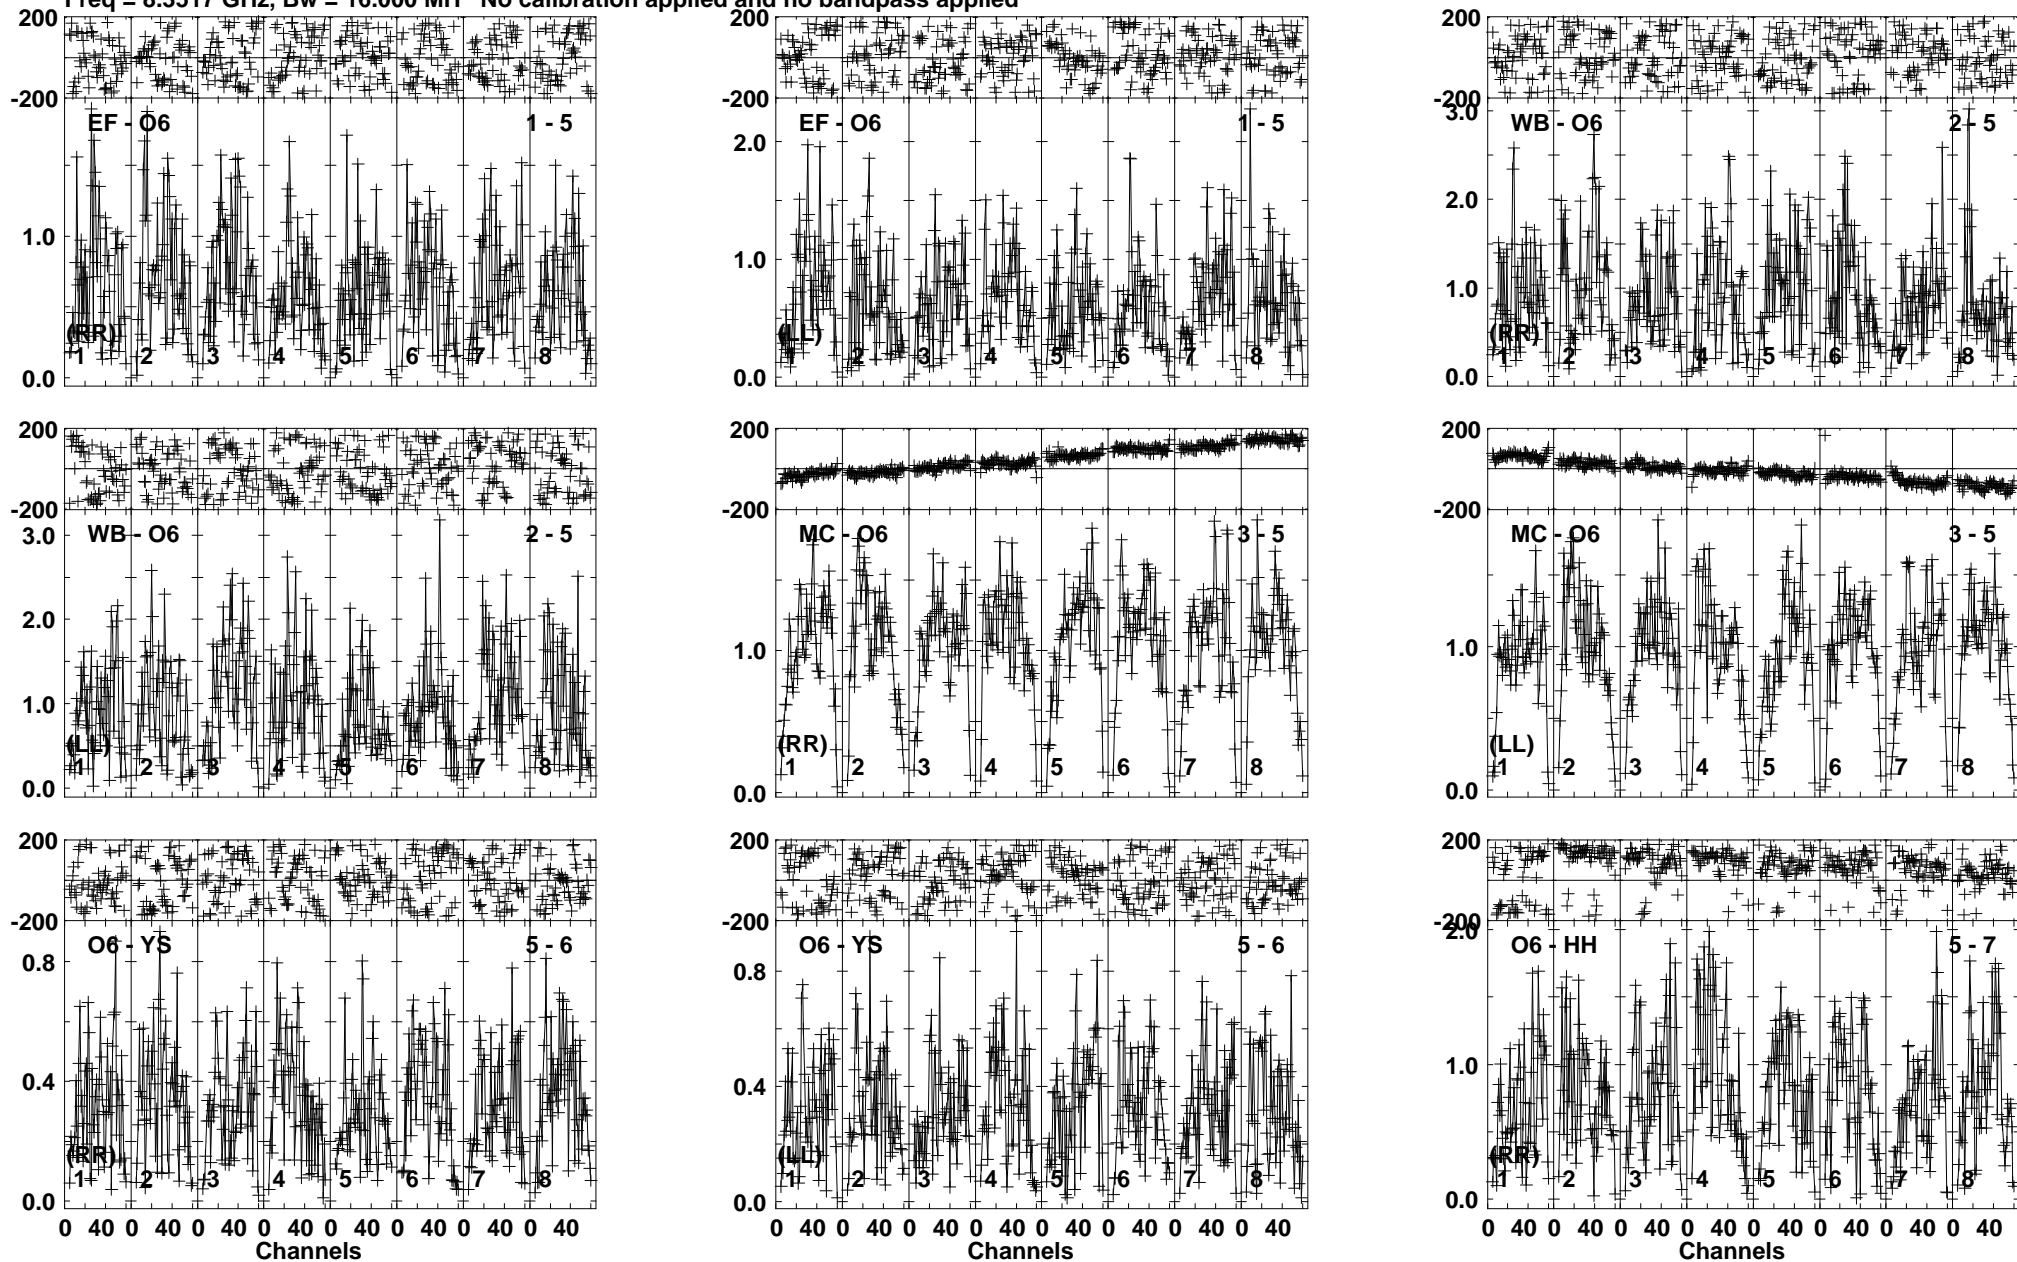 Freq = 8.3517 GHz, Bw = 16.000 MH No calibration applied and no bandpass applied
200 200 200
-200 -200 -200
EF - O6 1 - 5 EF - O6 1 - 5 WB - O6 2 - 5
3.0
2.0
2.0
1.0 1.0 1.0
(RR) (LL) (RR)
1 2 3 4 5 6 7 8 1 2 3 4 5 6 7 8 1 2 3 4 5 6 7 8
0.0 0.0 0.0
200 200 200
-200 -200 -200
WB - O6 2 - 5 MC - O6 3 - 5 MC - O6 3 - 5
3.0
2.0
1.0 1.0 1.0
(LL) (RR) (LL)
1 2 3 4 5 6 7 8 1 2 3 4 5 6 7 8 1 2 3 4 5 6 7 8
0.0 0.0 0.0
200 200 200
-200 -200 -200
2.0
O6 - YS 5 - 6 O6 - YS 5 - 6 O6 - HH 5 - 7
0.8 0.8
0.4 0.4 1.0
(RR) (LL) (RR)
1 2 3 4 5 6 7 8 1 2 3 4 5 6 7 8 1 2 3 4 5 6 7 8
0.0 0.0 0.0
0 40 0 40 0 40 0 40 0 40 0 40 0 40 0 40 0 40 0 40 0 40 0 40 0 40 0 40 0 40 0 40 0 40 0 40 0 40 0 40 0 40 0 40 0 40 0 40
Channels Channels Channels